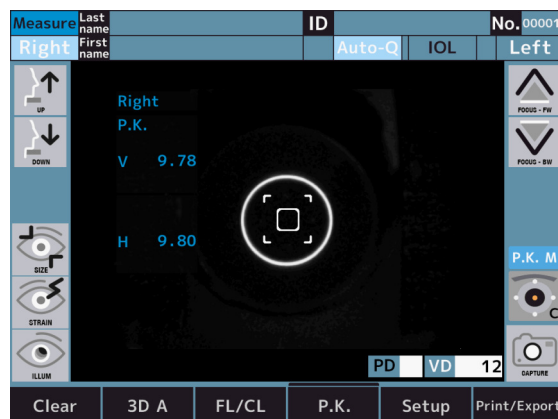 Measure Last name ID No. 00001
Right First name Auto-Q IOL Left
UP
FOCUS - FW
Right
P.K.
DOWN
FOCUS - BW
V 9.78
H 9.80
P.K. M
SIZE
STRAIN
C
ILLUM
PD VD 12
CAPTURE
Clear 3D A FL/CL P.K. Setup Print/Export